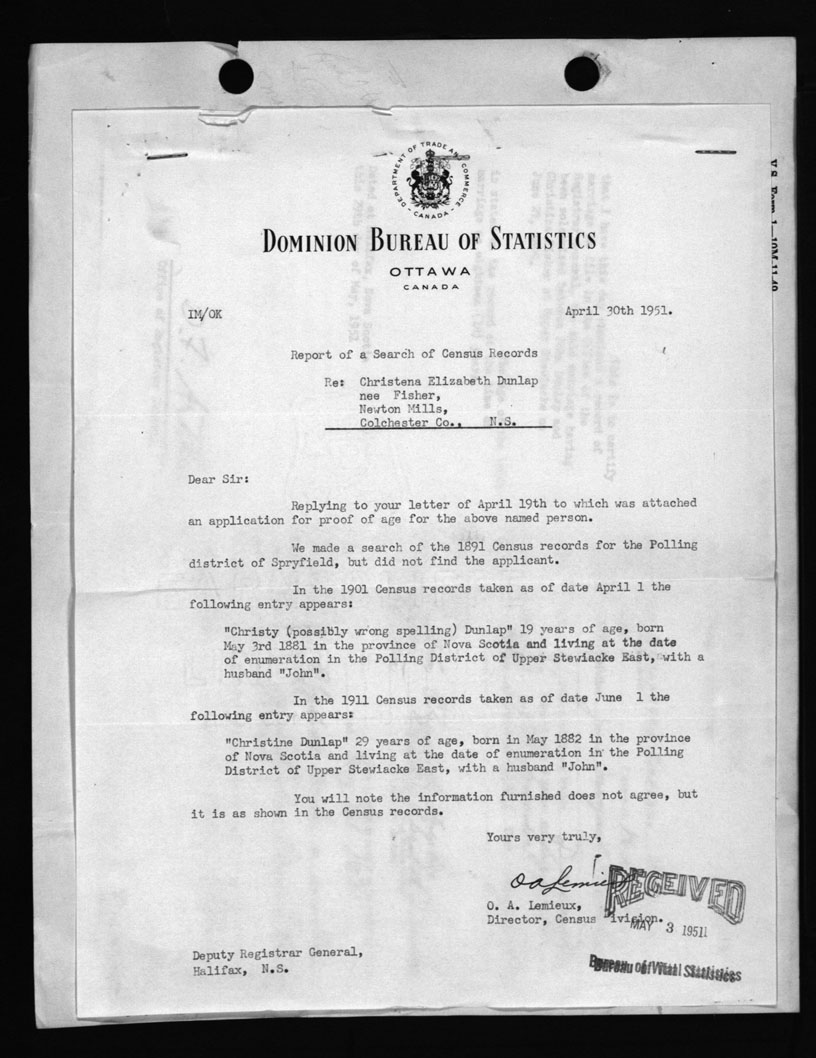 DEPARTMENT OF TRADE AND COMMERCE
- CANADA -
DOMINION BUREAU OF STATISTICS
OTTAWA
CANADA
V.S. Form 1—10M-11-49
IM/OK
April 30th 1951.
Report of a Search of Census Records
Re: Christena Elizabeth Dunlap
nee Fisher,
Newton Mills,
Colchester Co., N.S.
Dear Sir:
Replying to your letter of April 19th to which was attached
an application for proof of age for the above named person.
We made a search of the 1891 Census records for the Polling
district of Spryfield, but did not find the applicant.
In the 1901 Census records taken as of date April 1 the
following entry appears:
"Christy (possibly wrong spelling) Dunlap" 19 years of age, born
May 3rd 1881 in the province of Nova Scotia and living at the date
of enumeration in the Polling District of Upper Stewiacke East, with a
husband "John".
In the 1911 Census records taken as of date June 1 the
following entry appears:
"Christine Dunlap" 29 years of age, born in May 1882 in the province
of Nova Scotia and living at the date of enumeration in the Polling
District of Upper Stewiacke East, with a husband "John".
You will note the information furnished does not agree, but
it is as shown in the Census records.
Yours very truly,
O A Lemieux
RECEIVED
O. A. Lemieux,
Director, Census Division.
MAY 3 1951
Deputy Registrar General,
Halifax, N.S.
Bureau of Vital Statistics